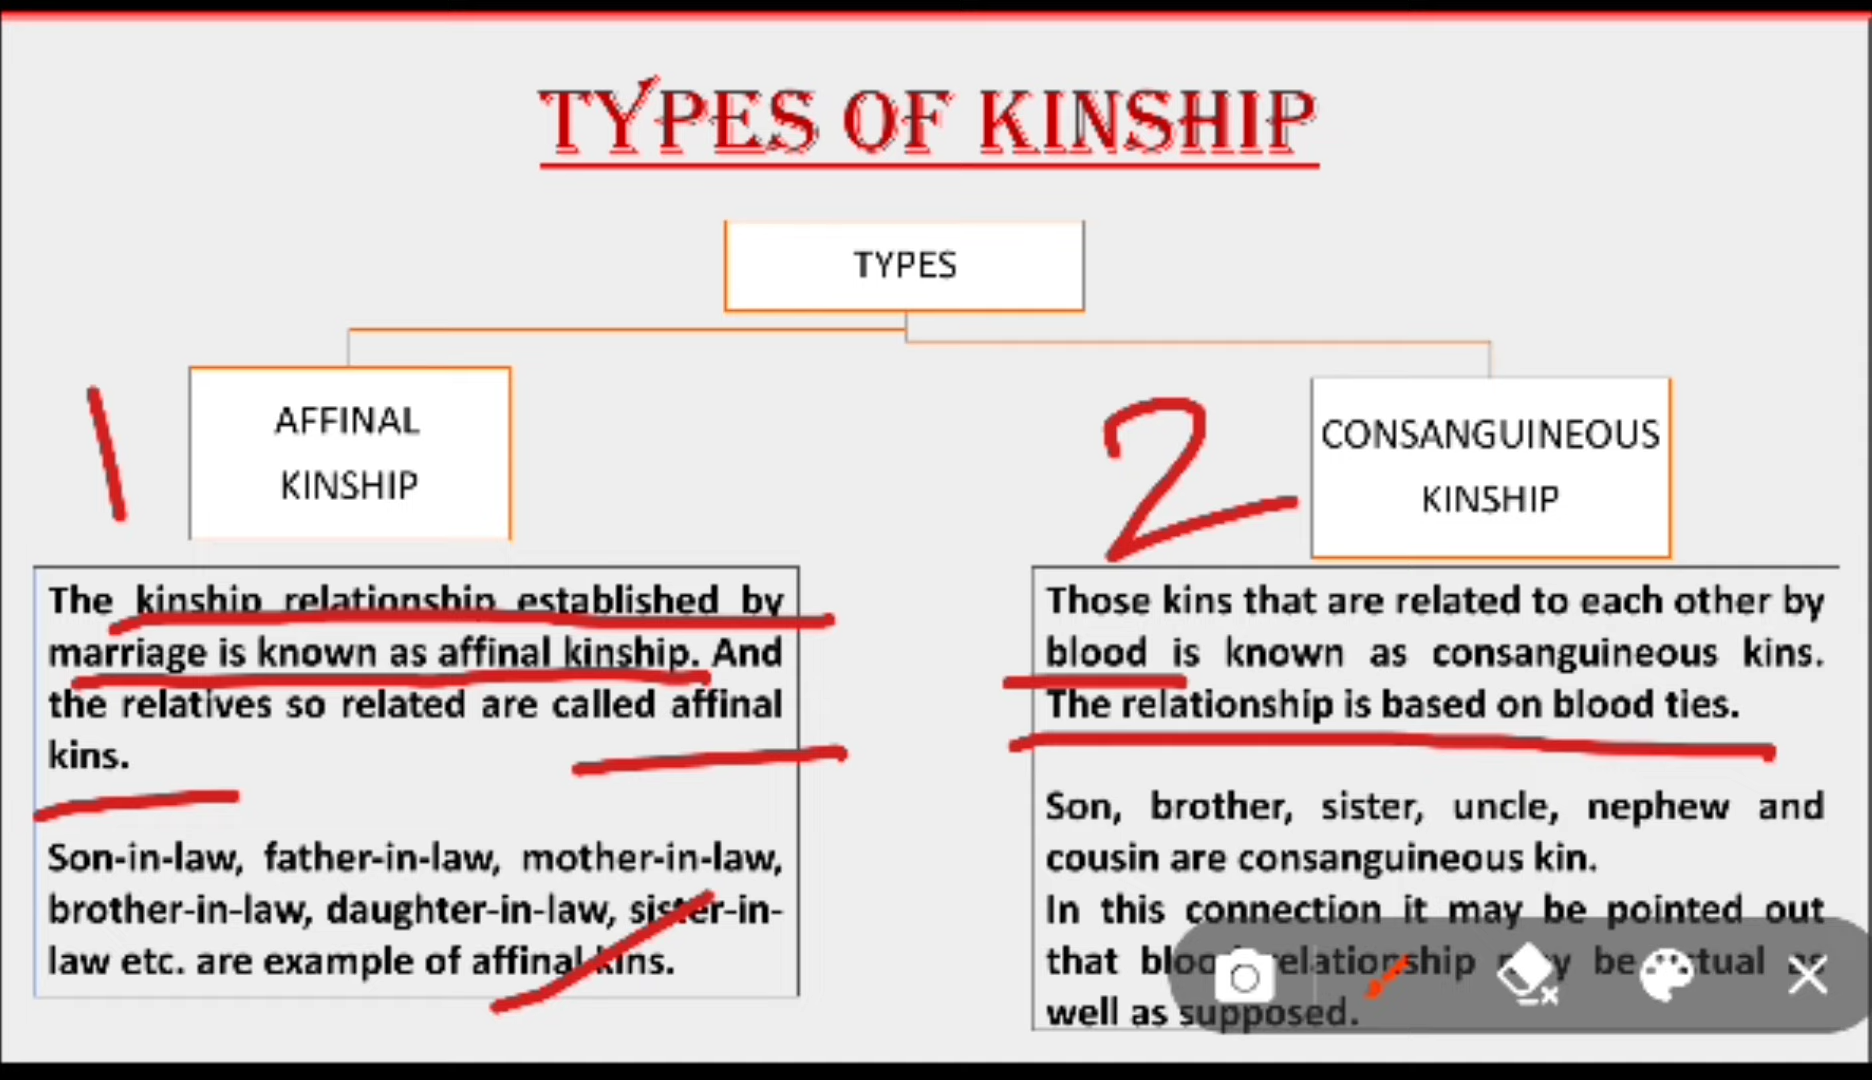 TYPES OF KINSHIP
TYPES
1
AFFINAL
KINSHIP
The kinship relationship established by
marriage is known as affinal kinship. And
the relatives so related are called affinal
kins.
Son-in-law, father-in-law, mother-in-law,
brother-in-law, daughter-in-law, sister-in-
law etc. are example of affinal kins.
2
CONSANGUINEOUS
KINSHIP
Those kins that are related to each other by
blood is known as consanguineous kins.
The relationship is based on blood ties.
Son, brother, sister, uncle, nephew and
cousin are consanguineous kin.
In this connection it may be pointed out
that blood relationship may be as
well as supposed.